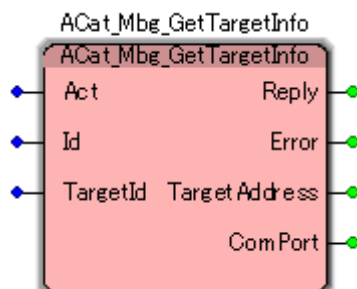 ACat_Mbg_GetTargetInfo
ACat_Mbg_GetTargetInfo
Act Reply
Id Error
TargetId TargetAddress
ComPort